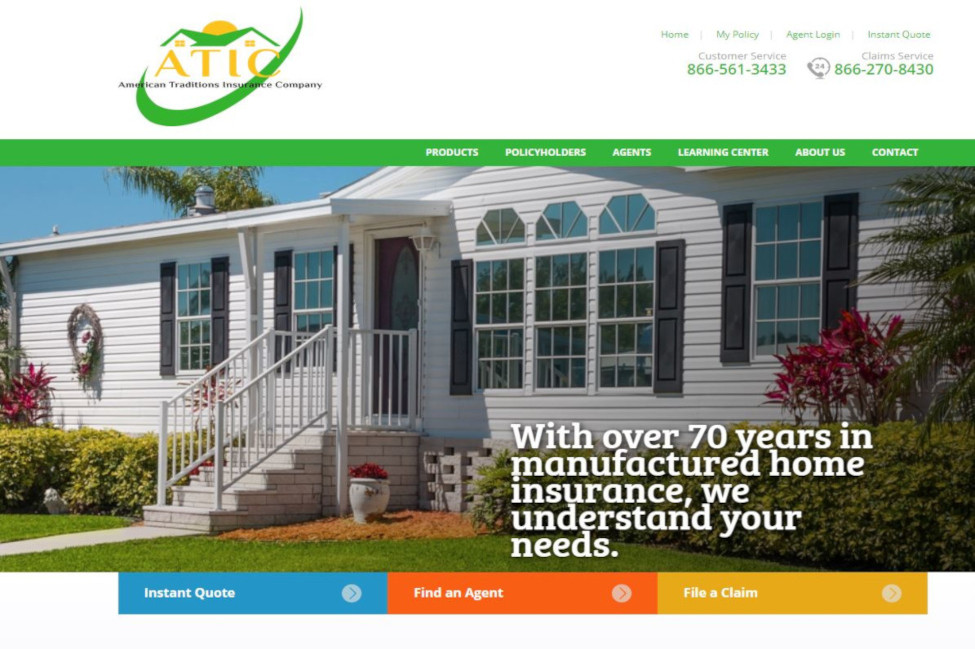 ATIC
American Traditions Insurance Company
Home | My Policy | Agent Login | Instant Quote
Customer Service
866-561-3433
24
Claims Service
866-270-8430
PRODUCTS POLICYHOLDERS AGENTS LEARNING CENTER ABOUT US CONTACT
With over 70 years in
manufactured home
insurance, we
understand your
needs.
Instant Quote
Find an Agent
File a Claim